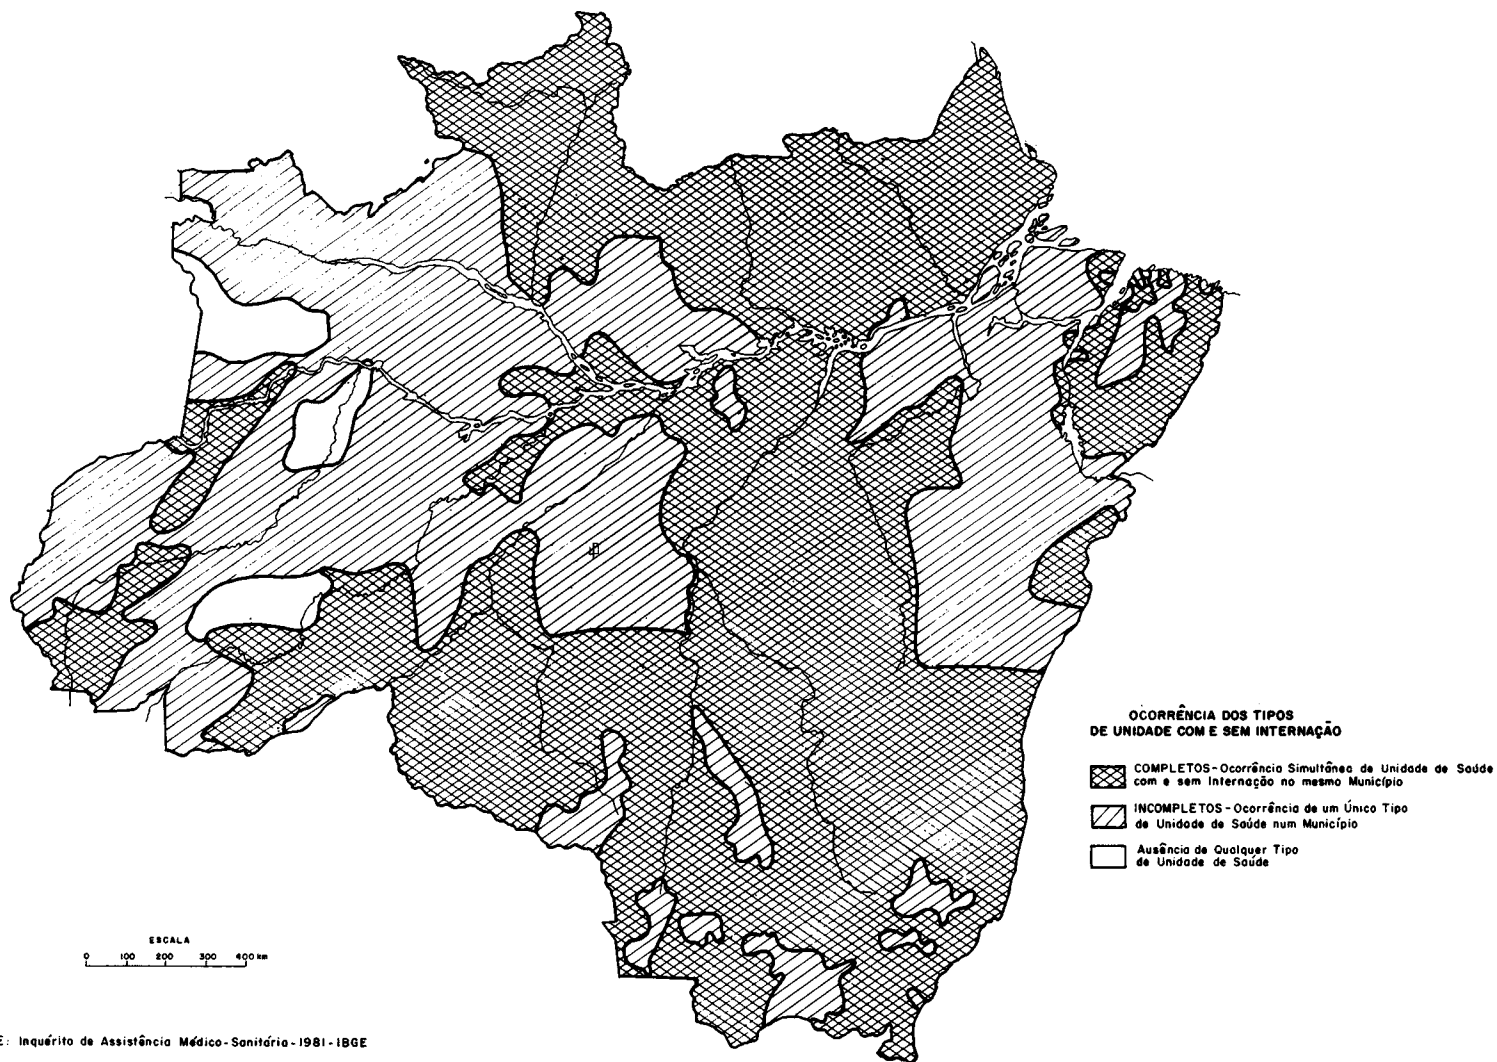 OCORRÊNCIA DOS TIPOS
DE UNIDADE COM E SEM INTERNAÇÃO
COMPLETOS-Ocorrência Simultânea de Unidade de Saúde
com e sem Internação no mesmo Município
INCOMPLETOS-Ocorrência de um Único Tipo
de Unidade de Saúde num Município
Ausência de Qualquer Tipo
de Unidade de Saúde
ESCALA
0 100 200 300 400 km
E: Inquérito de Assistência Médico-Sanitária-1981-IBGE